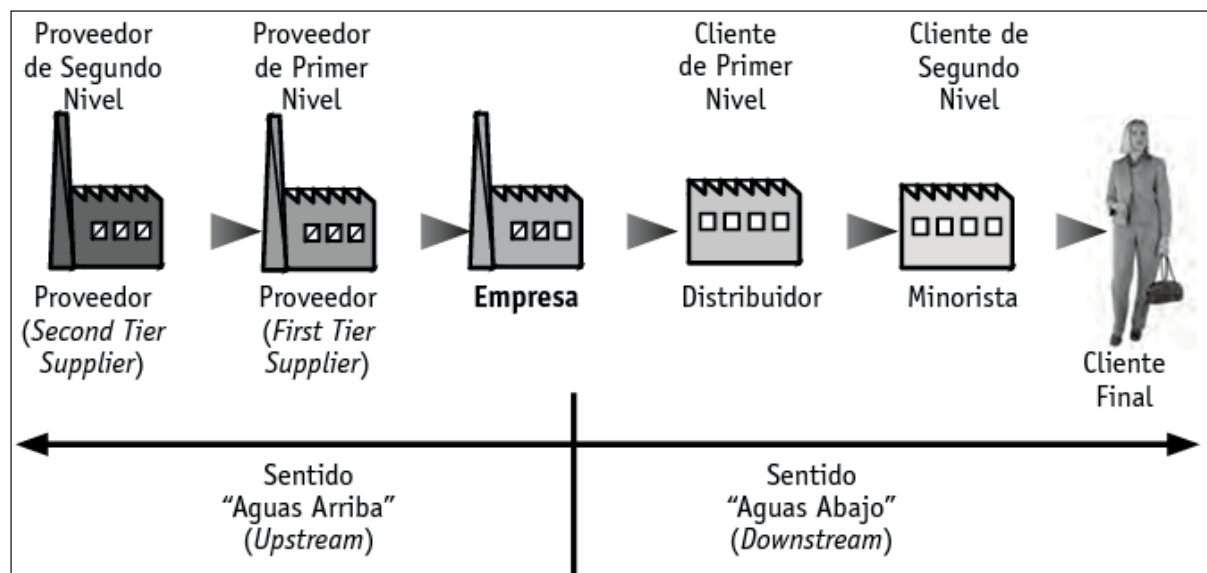 Proveedor
de Segundo
Nivel
Proveedor
de Primer
Nivel
Cliente
de Primer
Nivel
Cliente de
Segundo
Nivel
Proveedor
(Second Tier
Supplier)
Proveedor
(First Tier
Supplier)
Empresa
Distribuidor
Minorista
Cliente
Final
Sentido
“Aguas Arriba”
(Upstream)
Sentido
“Aguas Abajo”
(Downstream)